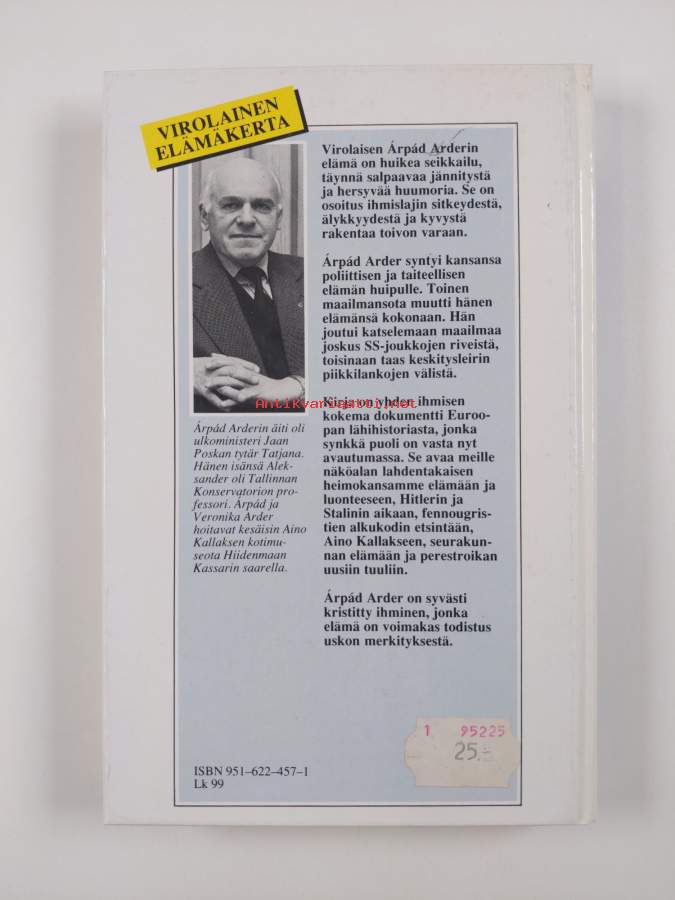 VIROLAINEN
ELÄMÄKERTA
Virolaisen Árpád Arderin
elämä on huikea seikkailu,
täynnä salpaavaa jännitystä
ja hersyvää huumoria. Se on
osoitus ihmislajin sitkeydestä,
älykkyydestä ja kyvystä
rakentaa toivon varaan.
Árpád Arder syntyi kansansa
poliittisen ja taiteellisen
elämän huipulle. Toinen
maailmansota muutti hänen
elämänsä kokonaan. Hän
joutui katselemaan maailmaa
joskus SS-joukkojen riveistä,
toisinaan taas keskitysleirin
piikkilankojen välistä.
Antikvariaatti.net
Kirja on yhden ihmisen
kokema dokumentti Euroo-
pan lähihistoriasta, jonka
synkkä puoli on vasta nyt
avautumassa. Se avaa meille
näköalan lahdentakaisen
heimokansamme elämään ja
luonteeseen, Hitlerin ja
Stalinin aikaan, fennougris-
tien alkukodin etsintään,
Aino Kallakseen, seurakun-
nan elämään ja perestroikan
uusiin tuuliin.
Árpád Arder on syvästi
kristitty ihminen, jonka
elämä on voimakas todistus
uskon merkityksestä.
Árpád Arderin äiti oli
ulkoministeri Jaan
Poskan tytär Tatjana.
Hänen isänsä Alek-
sander oli Tallinnan
Konservatorion pro-
fessori. Árpád ja
Veronika Arder
hoitavat kesäisin Aino
Kallaksen kotimu-
seota Hiidenmaan
Kassarin saarella.
1 95225
25.-
ISBN 951-622-457-1
Lk 99